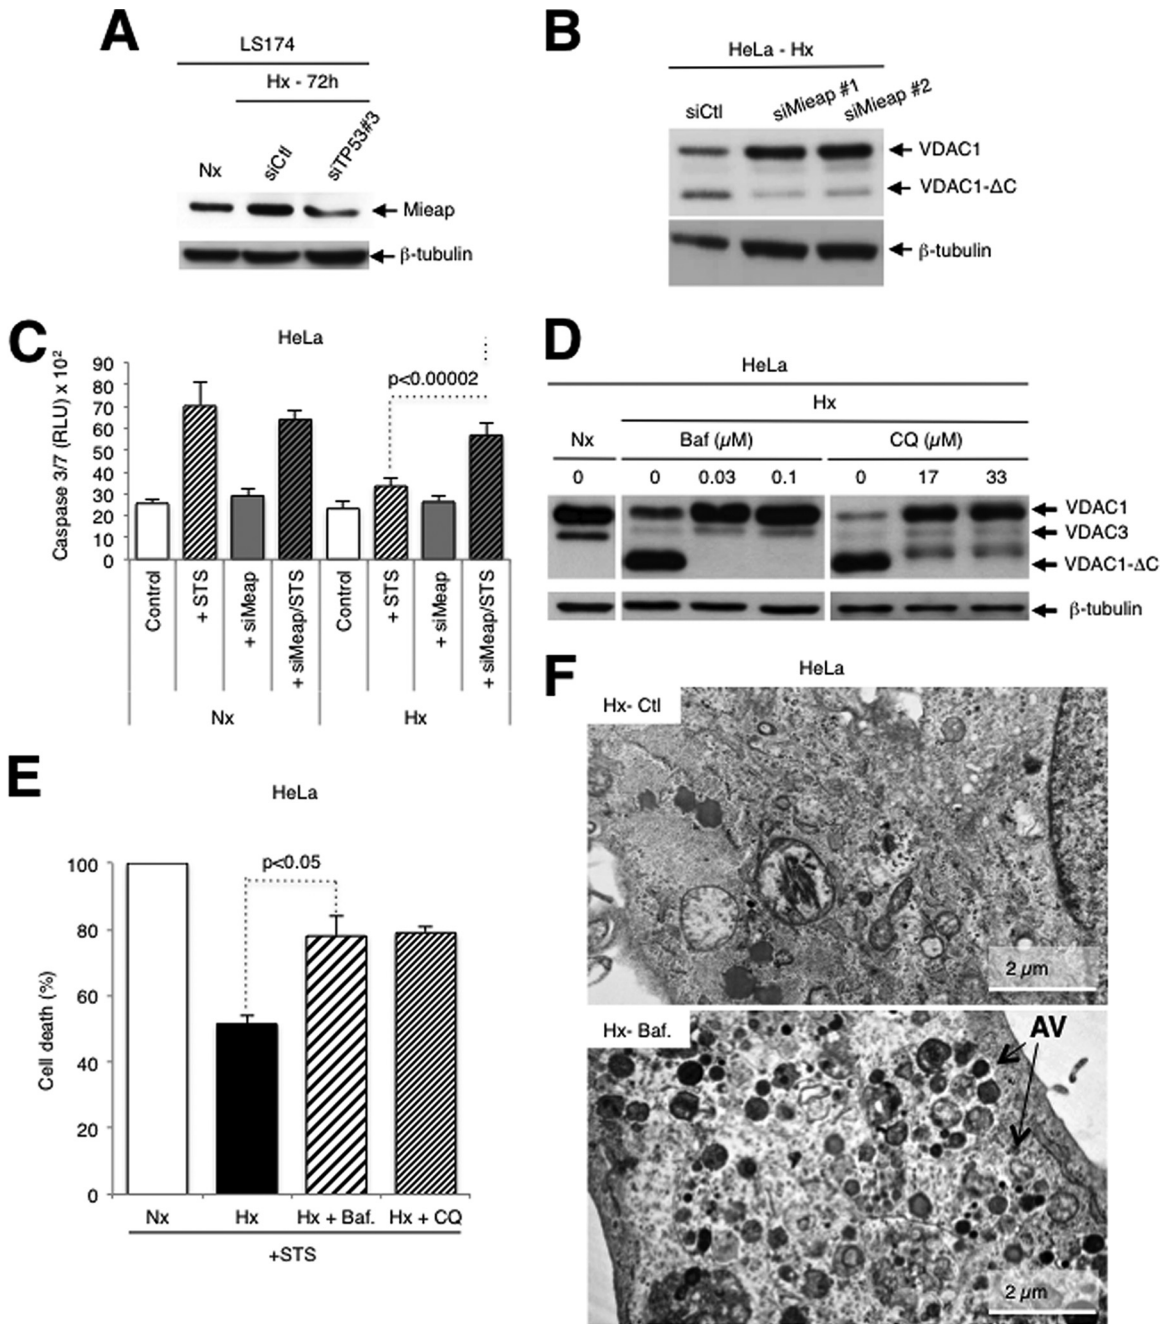 A
LS174
Hx - 72h
Nx
siCtl
siTP53#3
Mieap
β-tubulin
B
HeLa - Hx
siCtl
siMieap #1
siMieap #2
VDAC1
VDAC1-ΔC
β-tubulin
C
HeLa
Caspase 3/7 (RLU) x 10²
90
80
70
60
50
40
30
20
10
0
p<0.00002
Control
+ STS
+ siMeap
+ siMeap/STS
Control
+ STS
+ siMeap
+ siMeap/STS
Nx
Hx
D
HeLa
Hx
Nx
Baf (µM)
CQ (µM)
0
0
0.03
0.1
0
17
33
VDAC1
VDAC3
VDAC1-ΔC
β-tubulin
E
HeLa
Cell death (%)
100
80
60
40
20
0
p<0.05
Nx
Hx
Hx + Baf.
Hx + CQ
+STS
F
HeLa
Hx- Ctl
2 µm
Hx- Baf.
AV
2 µm